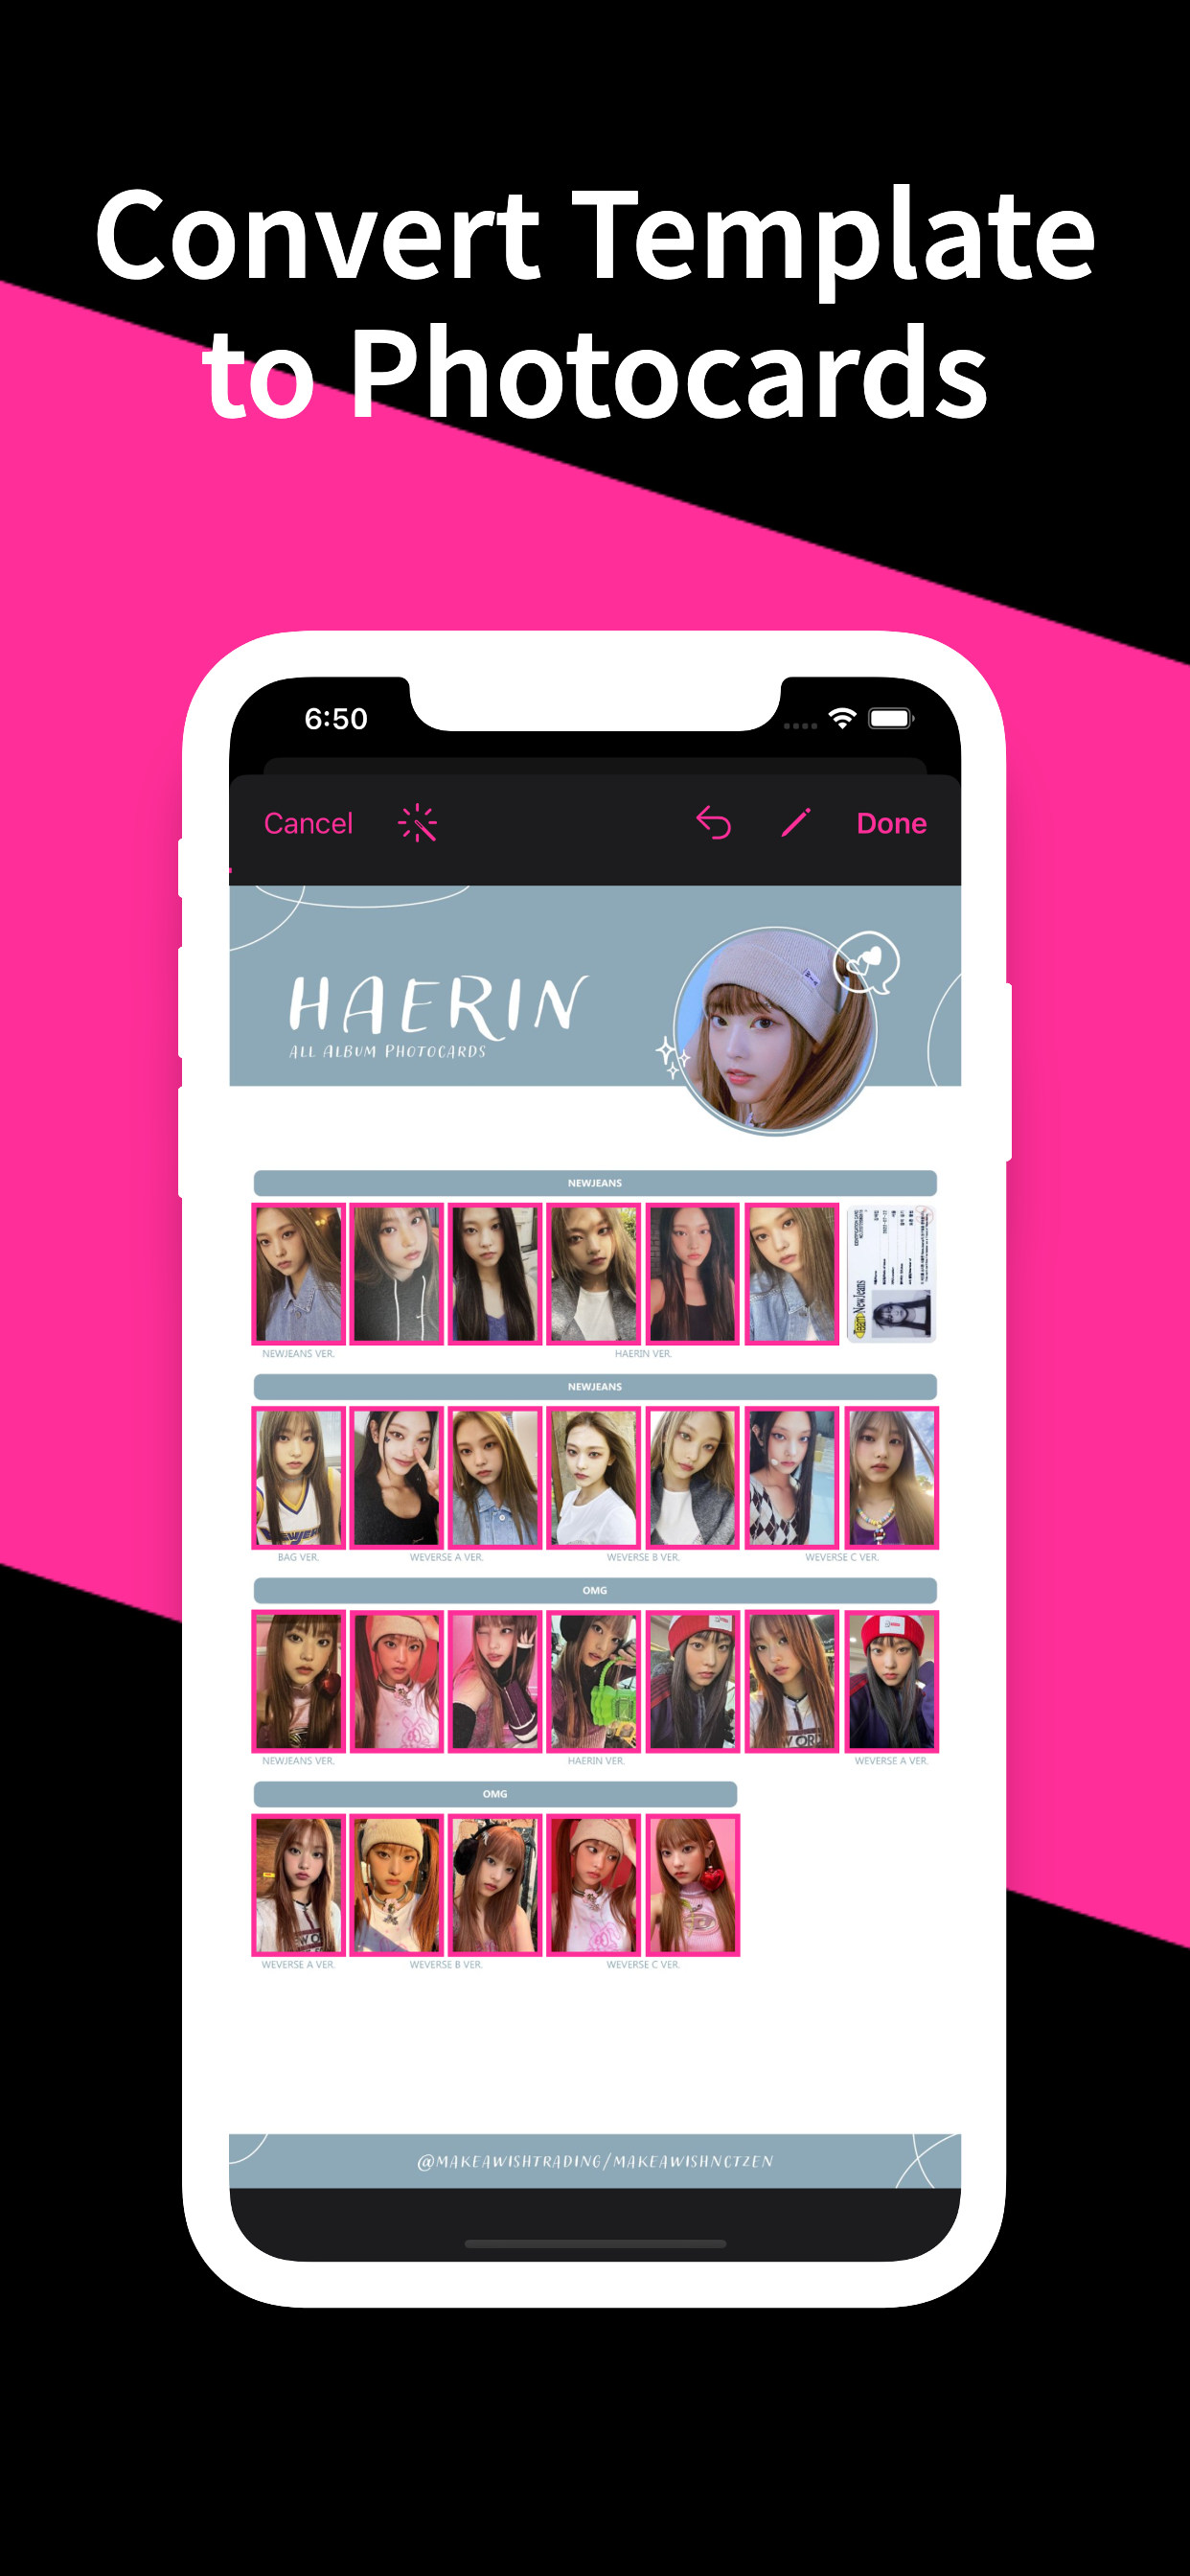 Convert Template
to Photocards
6:50
Cancel
Done
HAERIN
ALL ALBUM PHOTOCARDS
NEWJEANS
Team NewJeans
NEWJEANS VER.
HAERIN VER.
NEWJEANS
BAG VER.
WEVERSE A VER.
WEVERSE B VER.
WEVERSE C VER.
OMG
NEWJEANS VER.
HAERIN VER.
WEVERSE A VER.
OMG
WEVERSE A VER.
WEVERSE B VER.
WEVERSE C VER.
@MAKEAWISHTRADING/MAKEAWISHNCTZEN